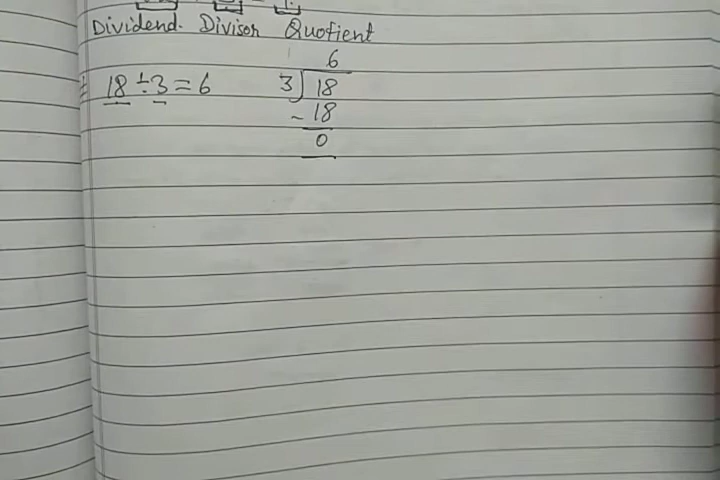 Dividend. Divisor Quotient
6
18 ÷ 3 = 6 3) 18
- 18
0